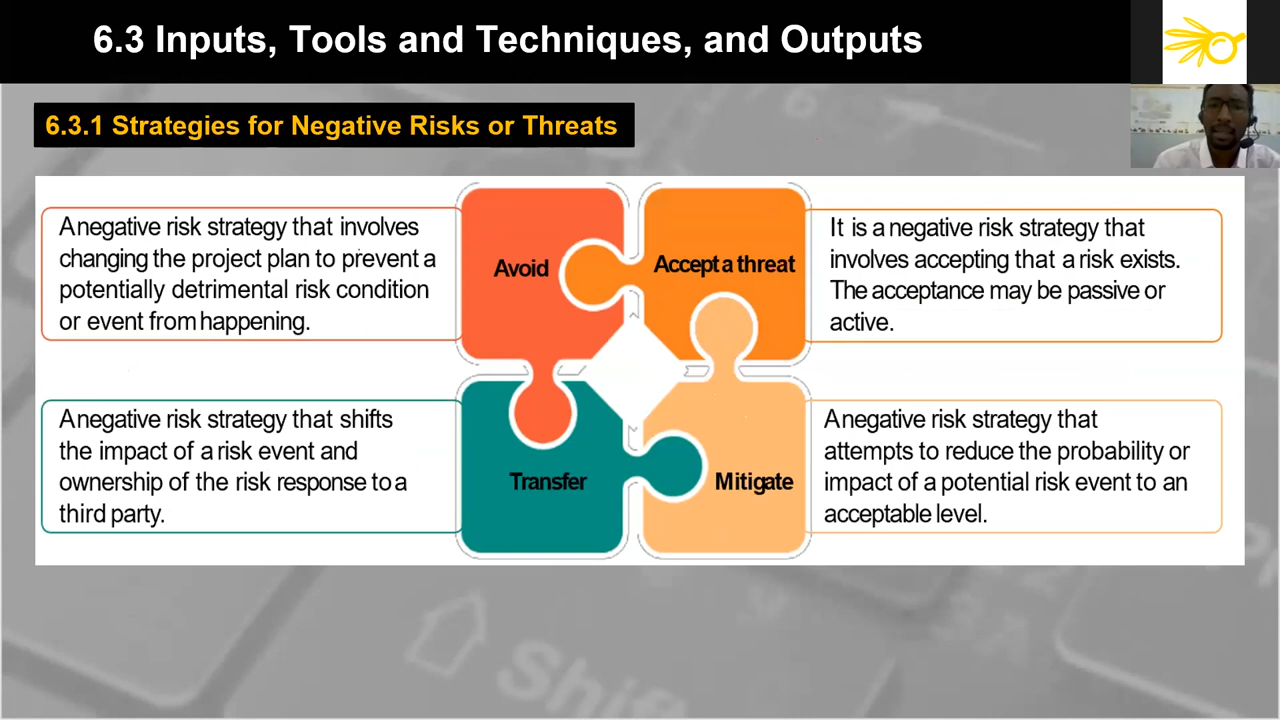 6.3 Inputs, Tools and Techniques, and Outputs
6.3.1 Strategies for Negative Risks or Threats
A negative risk strategy that involves
changing the project plan to prevent a
potentially detrimental risk condition
or event from happening.
Avoid
Accept a threat
It is a negative risk strategy that
involves accepting that a risk exists.
The acceptance may be passive or
active.
A negative risk strategy that shifts
the impact of a risk event and
ownership of the risk response to a
third party.
Transfer
Mitigate
A negative risk strategy that
attempts to reduce the probability or
impact of a potential risk event to an
acceptable level.
Shift